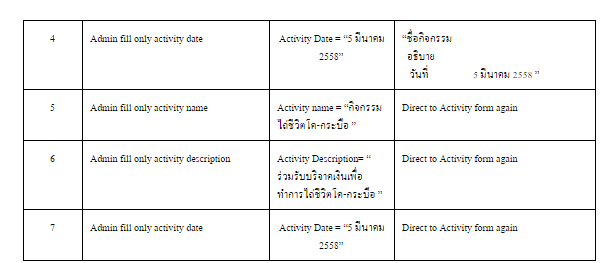 4 Admin fill only activity date Activity Date = “5 มีนาคม “ชื่อกิจกรรม
2558” อธิบาย
วันที่ 5 มีนาคม 2558 ”
5 Admin fill only activity name Activity name = “กิจกรรม Direct to Activity form again
ไถ่ชีวิตโค-กระบือ ”
6 Admin fill only activity description Activity Description= “ Direct to Activity form again
ร่วมรับบริจาคเงินเพื่อ
ทำการไถ่ชีวิตโค-กระบือ ”
7 Admin fill only activity date Activity Date = “5 มีนาคม Direct to Activity form again
2558”